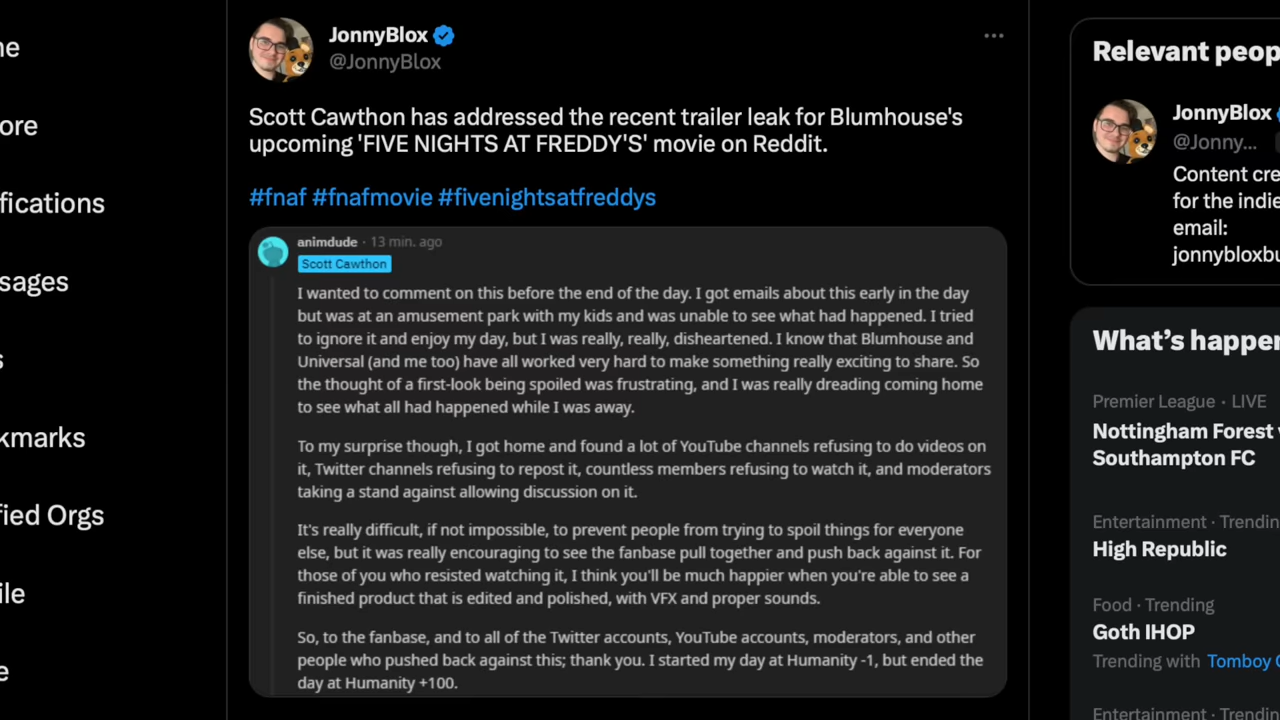 ne
ore
fications
sages
s
kmarks
fied Orgs
ile
e
JonnyBlox
@JonnyBlox
Scott Cawthon has addressed the recent trailer leak for Blumhouse's
upcoming 'FIVE NIGHTS AT FREDDY'S' movie on Reddit.
#fnaf #fnafmovie #fivenightsatfreddys
animdude · 13 min. ago
Scott Cawthon
I wanted to comment on this before the end of the day. I got emails about this early in the day
but was at an amusement park with my kids and was unable to see what had happened. I tried
to ignore it and enjoy my day, but I was really, really, disheartened. I know that Blumhouse and
Universal (and me too) have all worked very hard to make something really exciting to share. So
the thought of a first-look being spoiled was frustrating, and I was really dreading coming home
to see what all had happened while I was away.
To my surprise though, I got home and found a lot of YouTube channels refusing to do videos on
it, Twitter channels refusing to repost it, countless members refusing to watch it, and moderators
taking a stand against allowing discussion on it.
It's really difficult, if not impossible, to prevent people from trying to spoil things for everyone
else, but it was really encouraging to see the fanbase pull together and push back against it. For
those of you who resisted watching it, I think you'll be much happier when you're able to see a
finished product that is edited and polished, with VFX and proper sounds.
So, to the fanbase, and to all of the Twitter accounts, YouTube accounts, moderators, and other
people who pushed back against this; thank you. I started my day at Humanity -1, but ended the
day at Humanity +100.
Relevant peop
JonnyBlox
@Jonny...
Content cre
for the indie
email:
jonnybloxbu
What's happen
Premier League · LIVE
Nottingham Forest v
Southampton FC
Entertainment · Trendin
High Republic
Food · Trending
Goth IHOP
Trending with Tomboy
Entertainment · Trendin